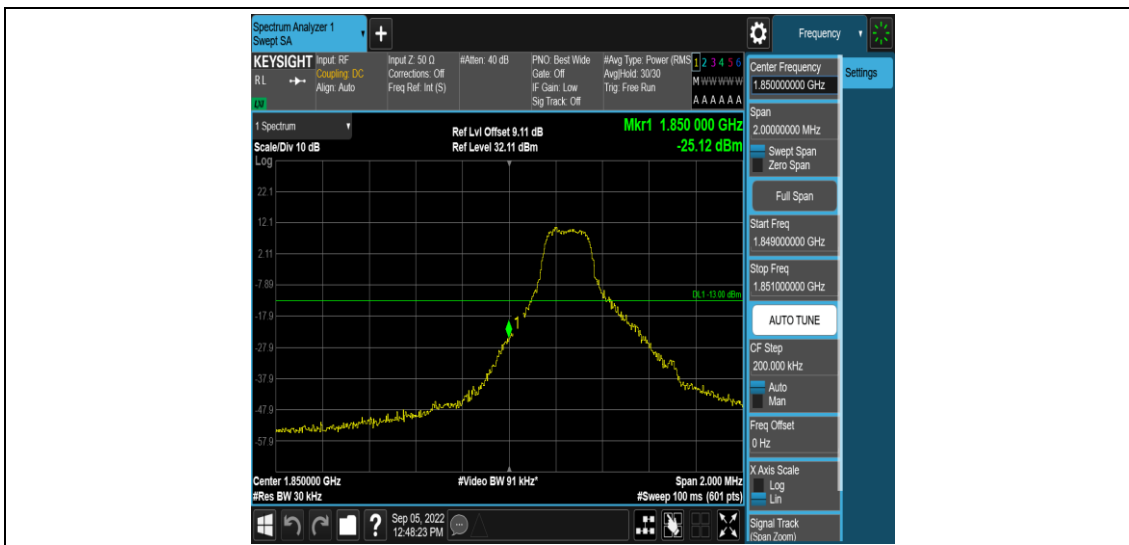 Spectrum Analyzer 1
Swept SA
Frequency
KEYSIGHT
Input: RF
Input Z: 50 Ω
#Atten: 40 dB
PNO: Best Wide
#Avg Type: Power (RMS
1 2 3 4 5 6
R L
Coupling: DC
Corrections: Off
Gate: Off
Avg|Hold: 30/30
M W W W W W
Align: Auto
Freq Ref: Int (S)
IF Gain: Low
Trig: Free Run
Sig Track: Off
A A A A A A
Center Frequency
1.850000000 GHz
Settings
1 Spectrum
Ref Lvl Offset 9.11 dB
Mkr1 1.850 000 GHz
Scale/Div 10 dB
Ref Level 32.11 dBm
-25.12 dBm
Log
22.1
12.1
2.11
-7.89
DL1 -13.00 dBm
-17.9
1
-27.9
-37.9
-47.9
-57.9
Center 1.850000 GHz
#Video BW 91 kHz*
Span 2.000 MHz
#Res BW 30 kHz
#Sweep 100 ms (601 pts)
Span
2.00000000 MHz
Swept Span
Zero Span
Full Span
Start Freq
1.849000000 GHz
Stop Freq
1.851000000 GHz
AUTO TUNE
CF Step
200.000 kHz
Auto
Man
Freq Offset
0 Hz
X Axis Scale
Log
Lin
Signal Track
(Span Zoom)
Sep 05, 2022
12:48:23 PM